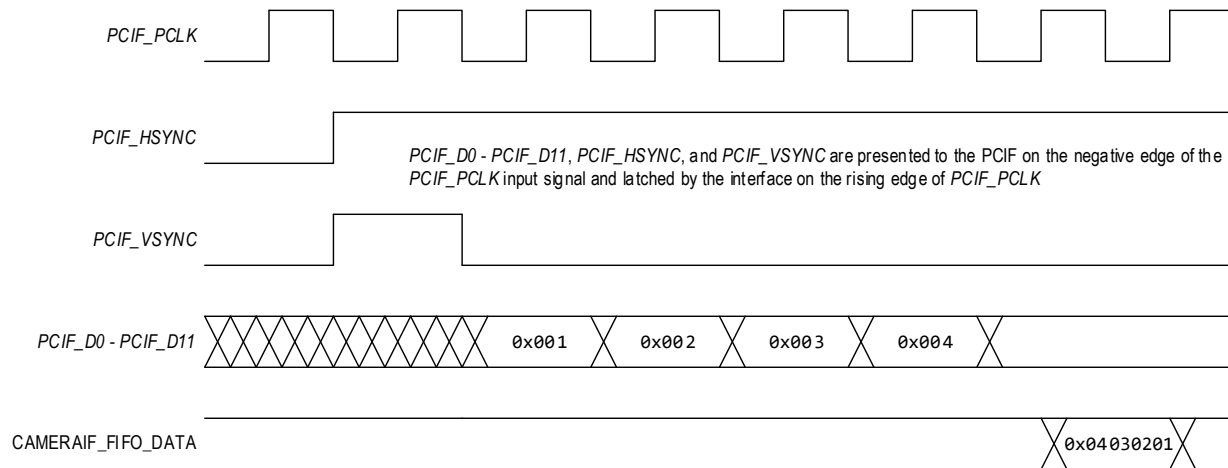 PCIF_PCLK
PCIF_HSYNC
PCIF_D0 - PCIF_D11, PCIF_HSYNC, and PCIF_VSYNC are presented to the PCIF on the negative edge of the
PCIF_PCLK input signal and latched by the interface on the rising edge of PCIF_PCLK
PCIF_VSYNC
PCIF_D0 - PCIF_D11 0x001 0x002 0x003 0x004
CAMERAIF_FIFO_DATA 0x04030201